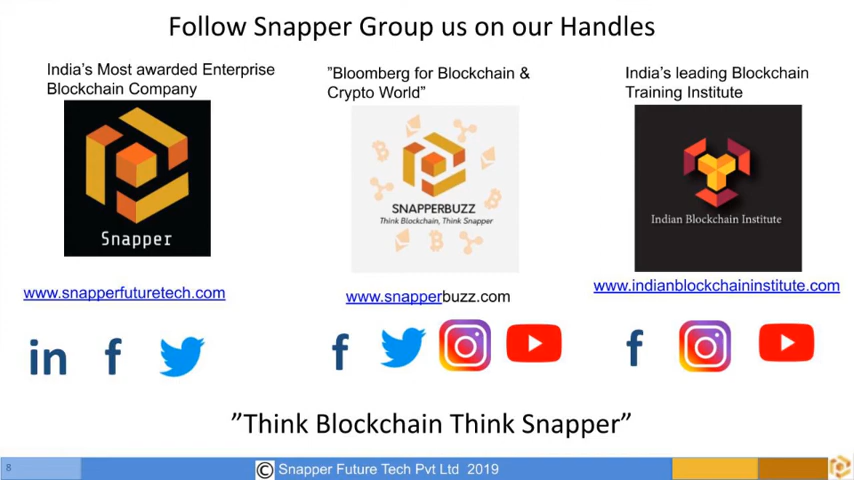 Follow Snapper Group us on our Handles
India's Most awarded Enterprise
Blockchain Company
Snapper
www.snapperfuturetech.com
in f
"Bloomberg for Blockchain &
Crypto World"
SNAPPERBUZZ
Think Blockchain, Think Snapper
www.snapperbuzz.com
f
India's leading Blockchain
Training Institute
Indian Blockchain Institute
www.indianblockchaininstitute.com
f
"Think Blockchain Think Snapper"
8
© Snapper Future Tech Pvt Ltd 2019